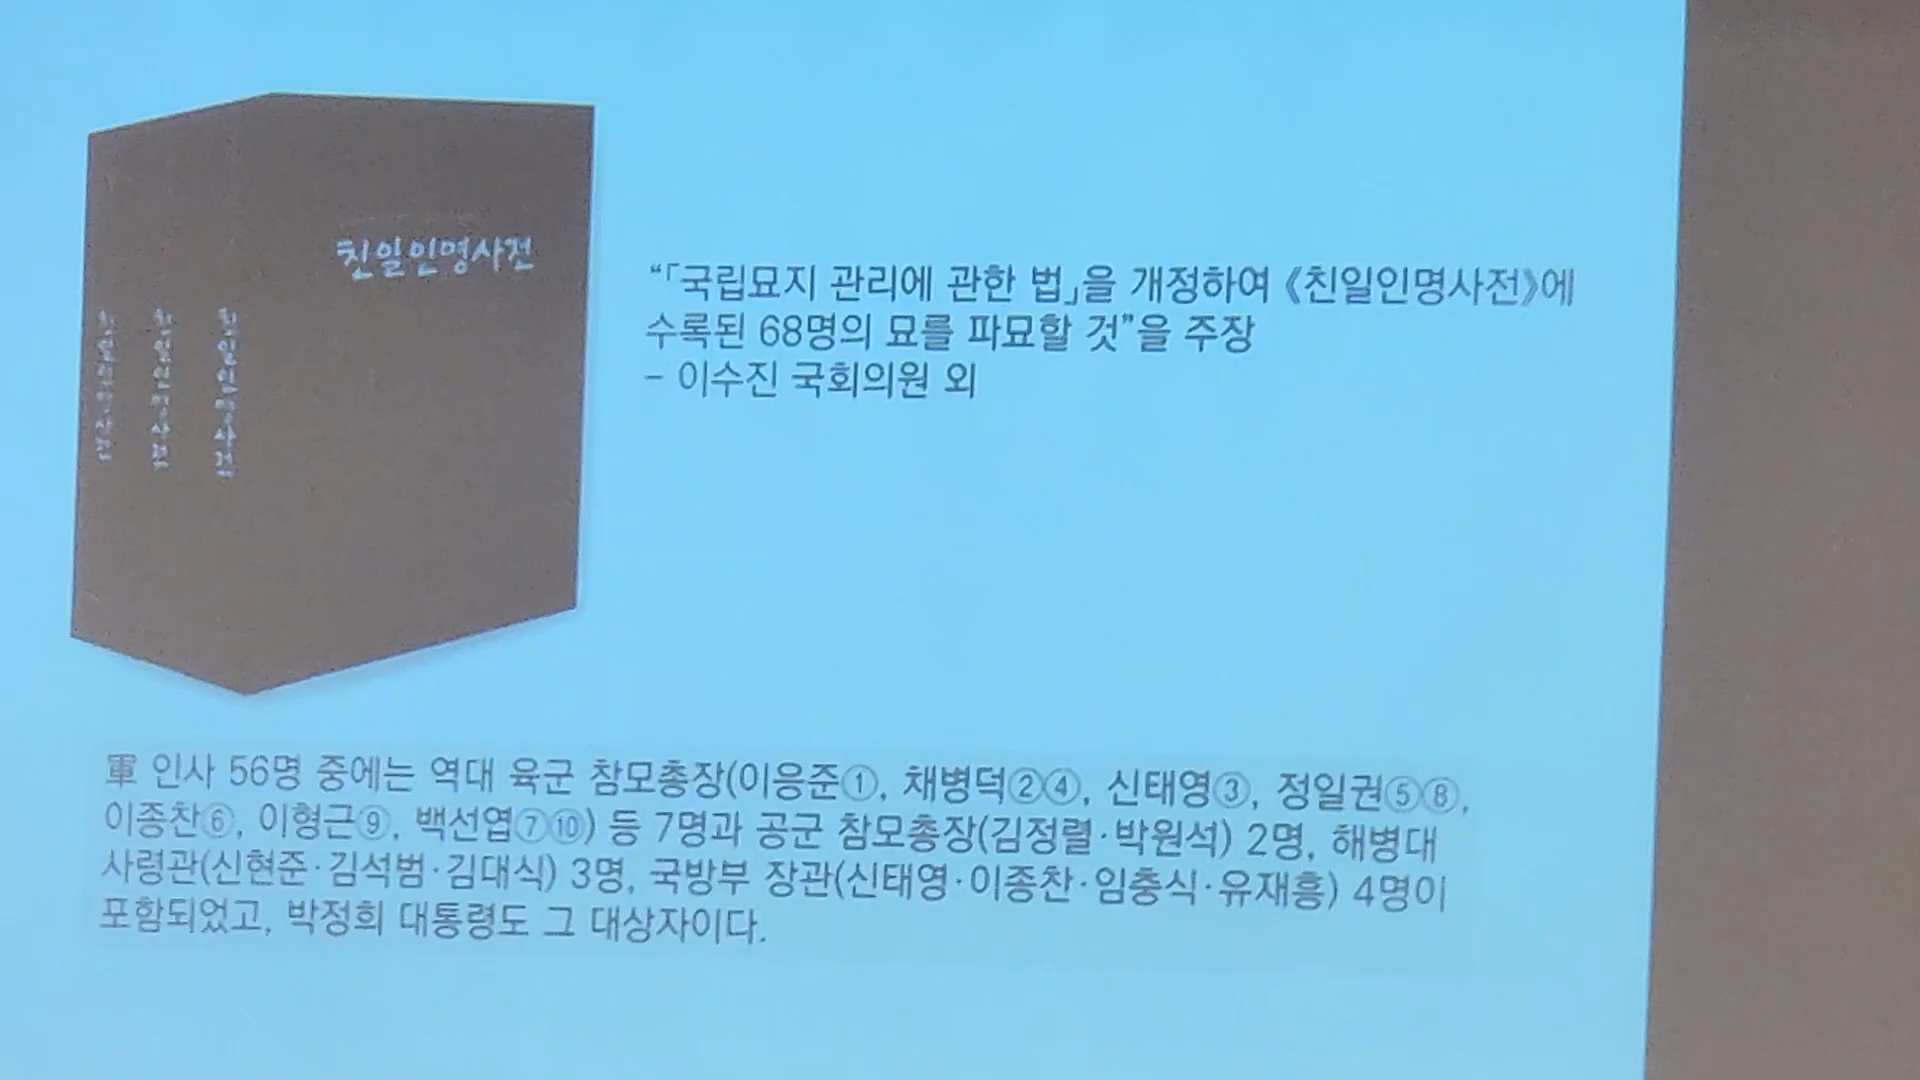 친일인명사전
친일인명사전
친일인명사전
친일인명사전
“「국립묘지 관리에 관한 법」을 개정하여 《친일인명사전》에
수록된 68명의 묘를 파묘할 것”을 주장
- 이수진 국회의원 외
軍 인사 56명 중에는 역대 육군 참모총장(이응준①, 채병덕②④, 신태영③, 정일권⑤⑧,
이종찬⑥, 이형근⑨, 백선엽⑦⑩) 등 7명과 공군 참모총장(김정렬·박원석) 2명, 해병대
사령관(신현준·김석범·김대식) 3명, 국방부 장관(신태영·이종찬·임충식·유재흥) 4명이
포함되었고, 박정희 대통령도 그 대상자이다.